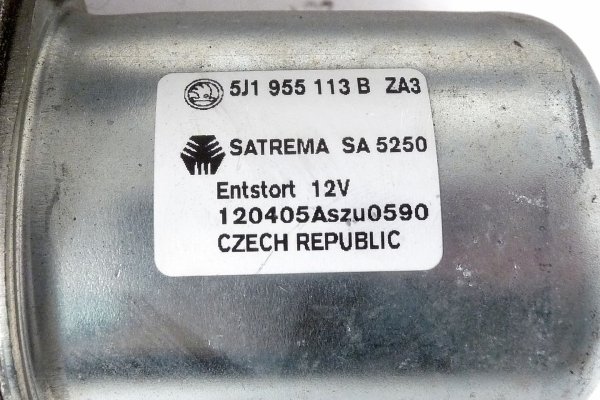 5J1 955 113 B ZA3
SATREMA SA 5250
Entstort 12V
120405Aszu0590
CZECH REPUBLIC